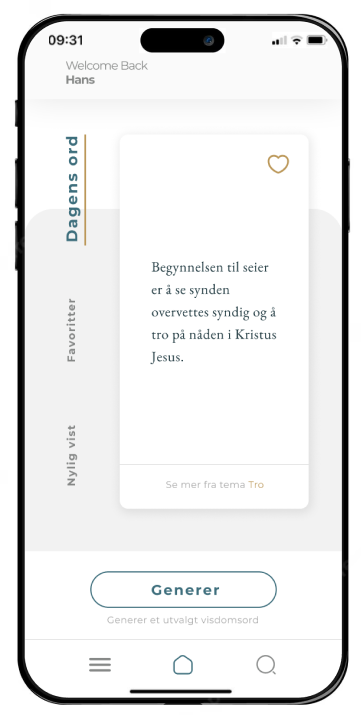 09:31
Welcome Back
Hans
Dagens ord
Favoritter
Nylig vist
Begynnelsen til seier
er å se synden
overvettes syndig og å
tro på nåden i Kristus
Jesus.
Se mer fra tema Tro
Generer
Generer et utvalgt visdomsord